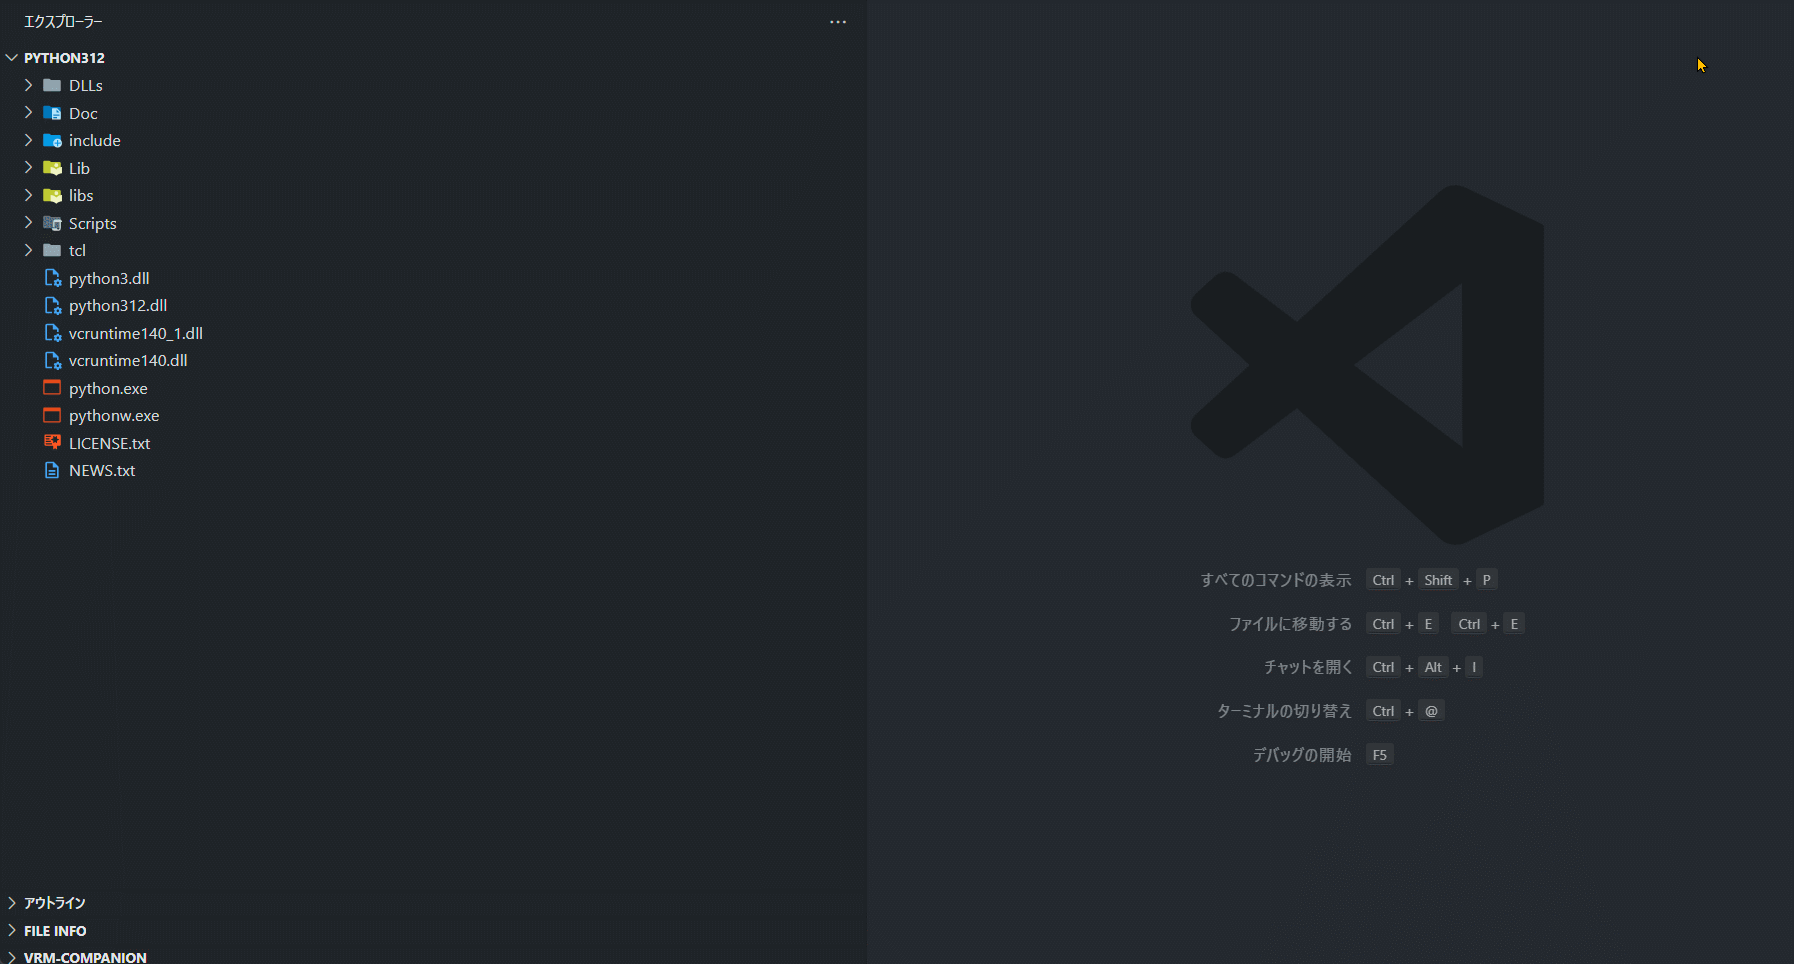 エクスプローラー
PYTHON312
DLLs
Doc
include
Lib
libs
Scripts
tcl
python3.dll
python312.dll
vcruntime140_1.dll
vcruntime140.dll
python.exe
pythonw.exe
LICENSE.txt
NEWS.txt
アウトライン
FILE INFO
VRM-COMPANION
すべてのコマンドの表示 Ctrl + Shift + P
ファイルに移動する Ctrl + E Ctrl + E
チャットを開く Ctrl + Alt + I
ターミナルの切り替え Ctrl + @
デバッグの開始 F5